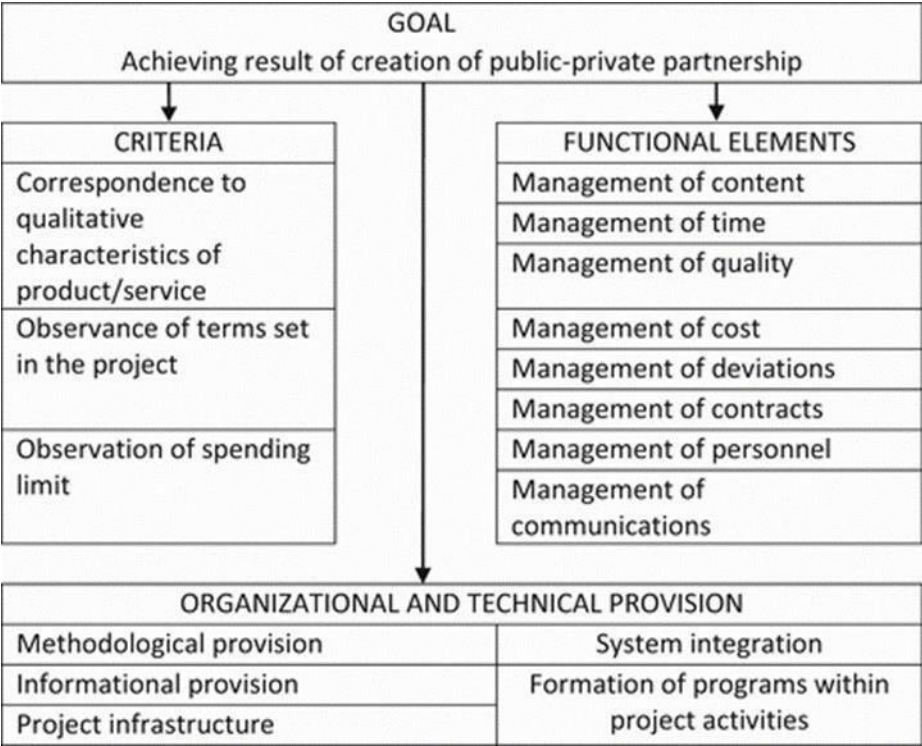 GOAL
Achieving result of creation of public-private partnership
CRITERIA
Correspondence to
qualitative
characteristics of
product/service
Observance of terms set
in the project
Observation of spending
limit
FUNCTIONAL ELEMENTS
Management of content
Management of time
Management of quality
Management of cost
Management of deviations
Management of contracts
Management of personnel
Management of
communications
ORGANIZATIONAL AND TECHNICAL PROVISION
Methodological provision
Informational provision
Project infrastructure
System integration
Formation of programs within
project activities